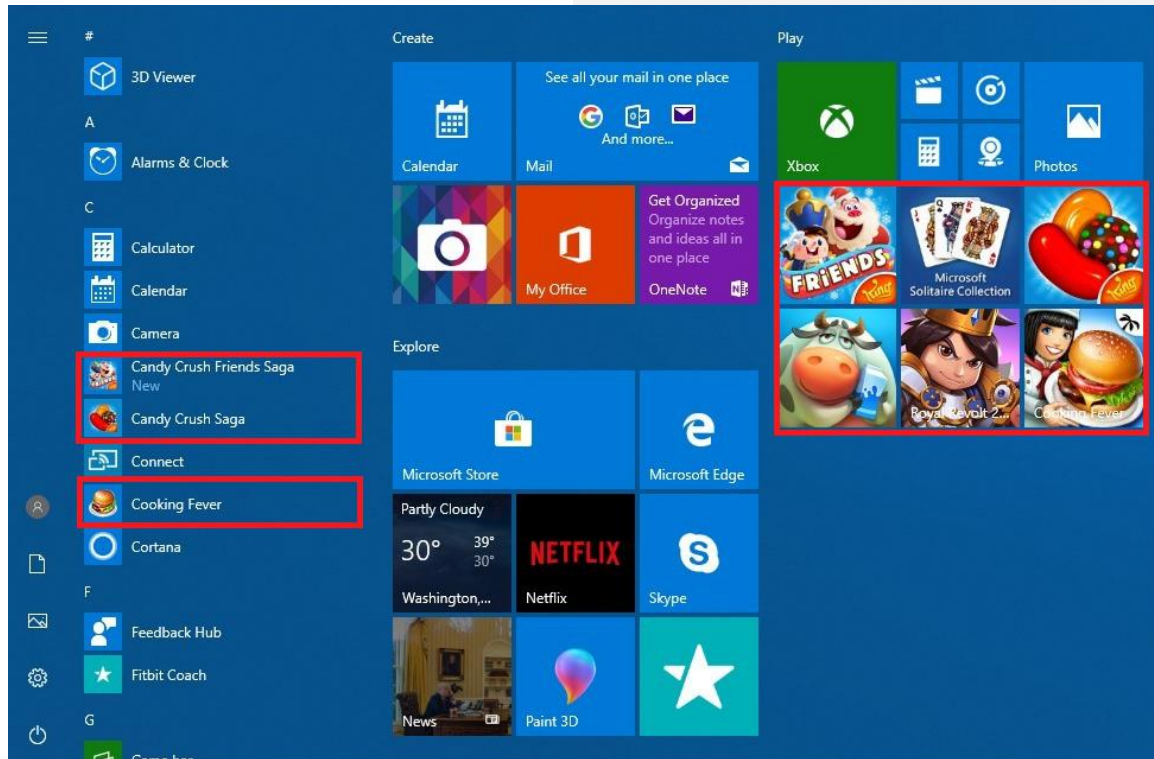 #
3D Viewer
A
Alarms & Clock
C
Calculator
Calendar
Camera
Candy Crush Friends Saga
New
Candy Crush Saga
Connect
Cooking Fever
Cortana
F
Feedback Hub
Fitbit Coach
G
Game bar
Create
See all your mail in one place
And more...
Calendar
Mail
My Office
Get Organized
Organize notes
and ideas all in
one place
OneNote
Explore
Microsoft Store
Microsoft Edge
Partly Cloudy
30° 39°
30°
Washington,...
NETFLIX
Netflix
Skype
News
Paint 3D
Play
Xbox
Photos
FRiENDS
King
Microsoft
Solitaire Collection
King
Royal Revolt 2...
Cooking Fever